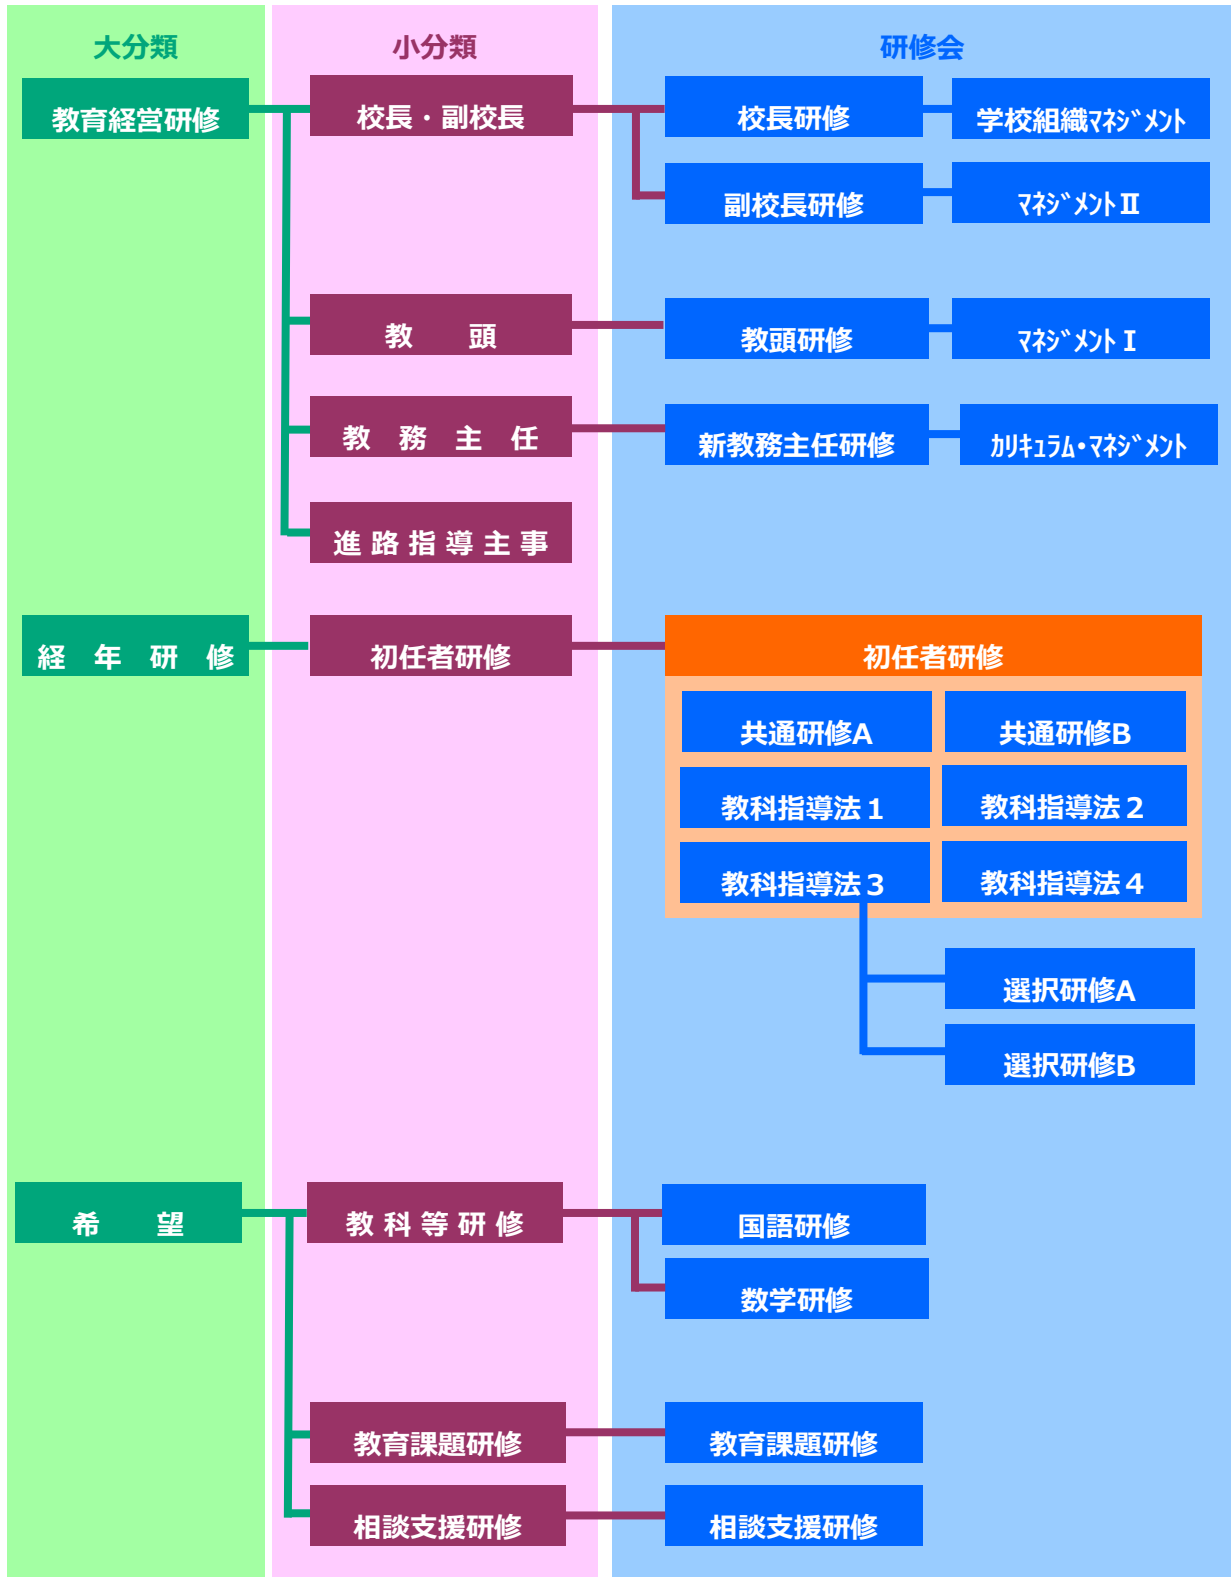 大分類
小分類
研修会
教育経営研修
校長・副校長
校長研修
学校組織ﾏﾈｼﾞﾒﾝﾄ
副校長研修
ﾏﾈｼﾞﾒﾝﾄⅡ
教　　頭
教頭研修
ﾏﾈｼﾞﾒﾝﾄⅠ
教　務　主　任
新教務主任研修
ｶﾘｷｭﾗﾑ･ﾏﾈｼﾞﾒﾝﾄ
進 路 指 導 主 事
経　年　研　修
初任者研修
初任者研修
共通研修A
共通研修B
教科指導法１
教科指導法２
教科指導法３
教科指導法４
選択研修A
選択研修B
希　　望
教 科 等 研 修
国語研修
数学研修
教育課題研修
教育課題研修
相談支援研修
相談支援研修